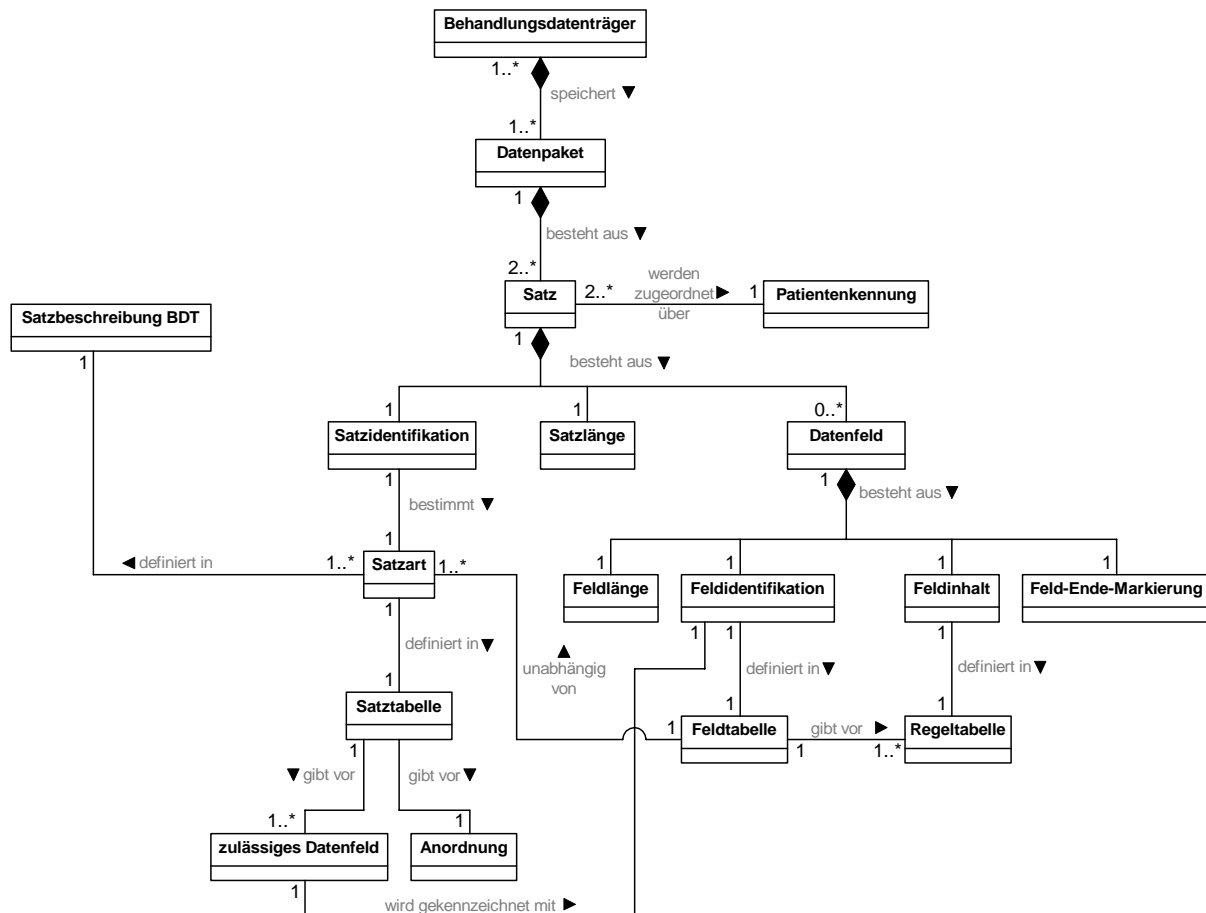 Behandlungsdatenträger
1..*
speichert ▼
1..*
Datenpaket
1
besteht aus ▼
2..*
Satz
2..*
werden
zugeordnet ►
über
1
Patientenkennung
Satzbeschreibung BDT
1
1
besteht aus ▼
1
1
0..*
Satzidentifikation
Satzlänge
Datenfeld
1
1
besteht aus ▼
bestimmt ▼
1
◄ definiert in
1..*
Satzart
1..*
1
1
1
1
1
Feldlänge
Feldidentifikation
Feldinhalt
Feld-Ende-Markierung
1
1
1
definiert in ▼
▲
unabhängig
von
definiert in ▼
definiert in ▼
1
1
1
Satztabelle
1
Feldtabelle
gibt vor ►
1
1..*
Regeltabelle
1
▼ gibt vor
gibt vor ▼
1..*
1
zulässiges Datenfeld
Anordnung
1
wird gekennzeichnet mit ►